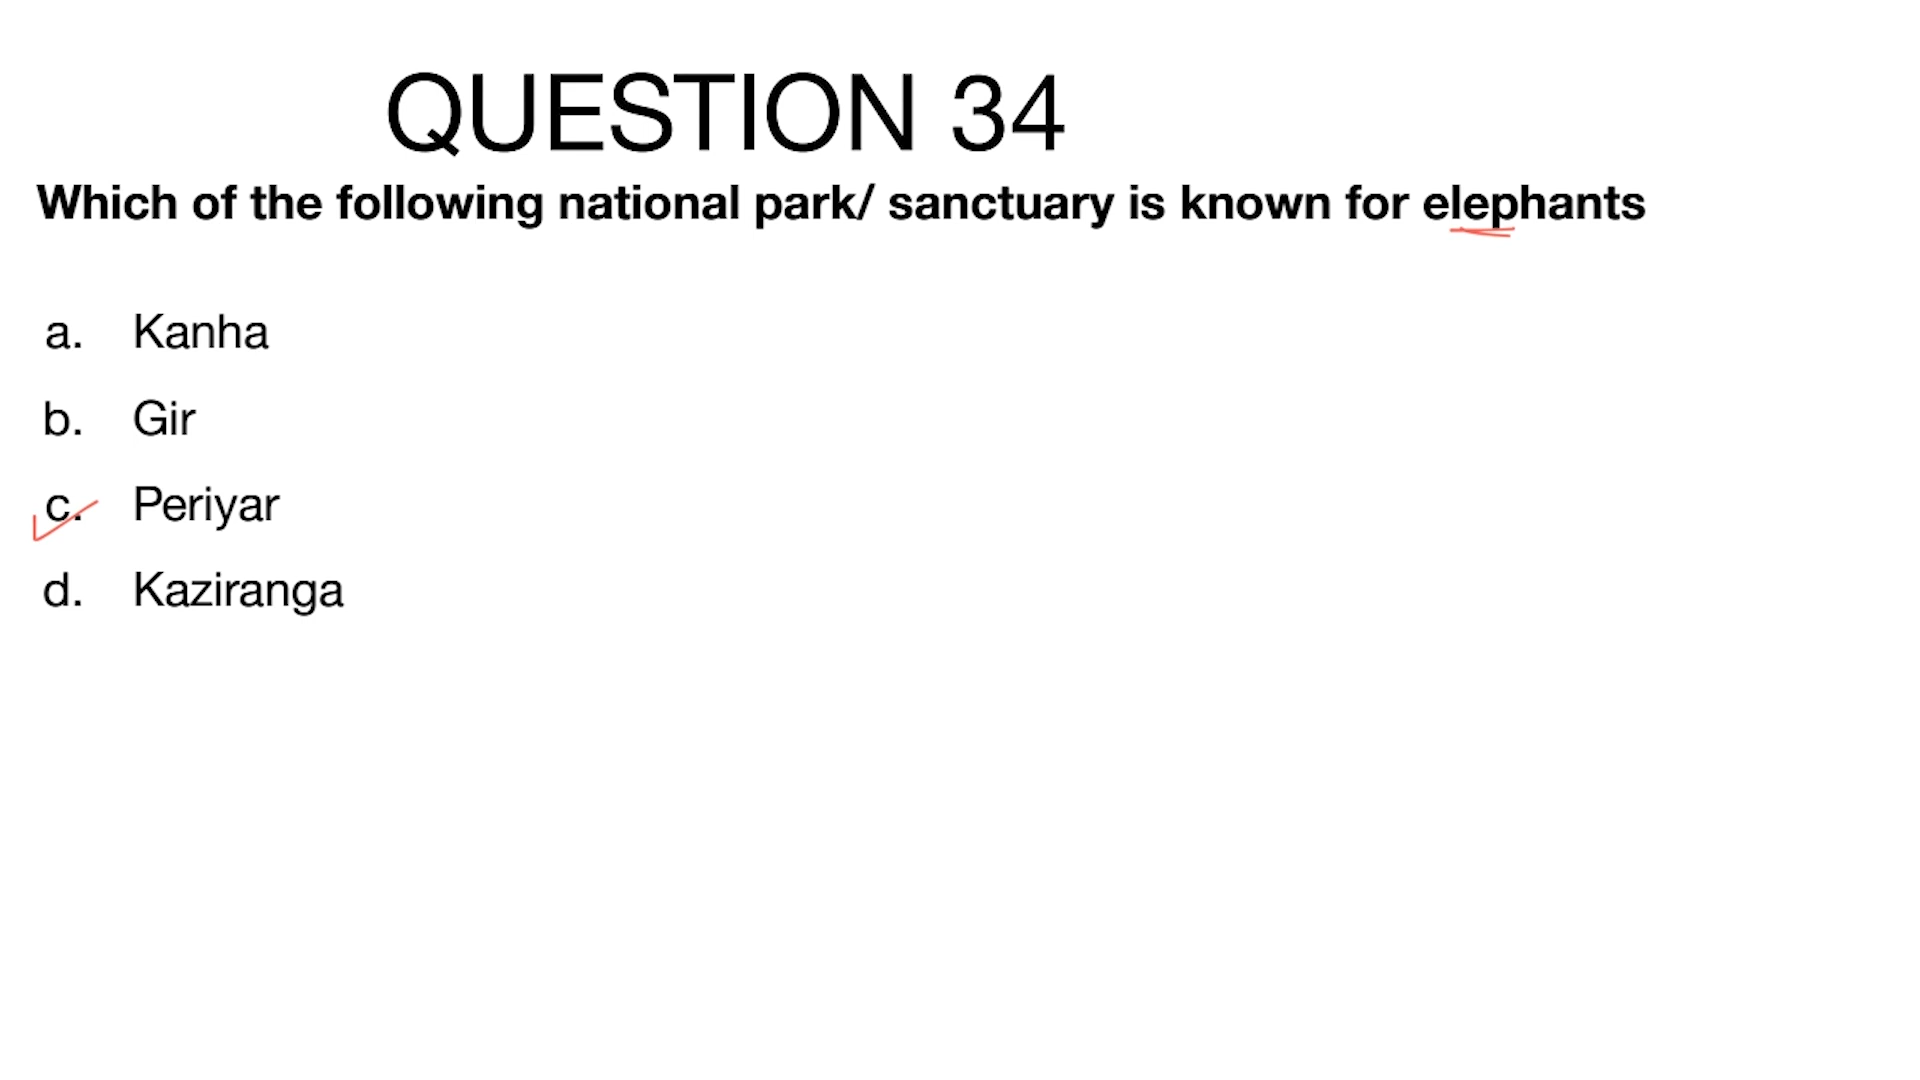 QUESTION 34
Which of the following national park/ sanctuary is known for elephants
a. Kanha
b. Gir
c. Periyar
d. Kaziranga